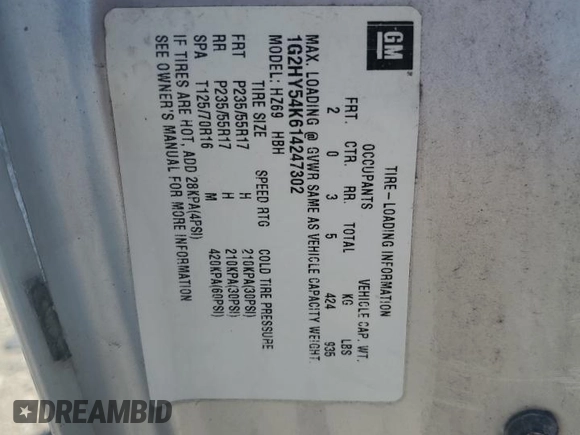 GM
TIRE-LOADING INFORMATION
OCCUPANTS VEHICLE CAP. WT.
FRT. CTR. RR. TOTAL KG LBS
2 0 3 5 424 935
MAX. LOADING @ GVWR SAME AS VEHICLE CAPACITY WEIGHT
1G2HY54K614247302
MODEL: HZ69 HBH
TIRE SIZE SPEED RTG COLD TIRE PRESSURE
FRT P235/55R17 H 210KPA(30PSI)
RR P235/55R17 H 210KPA(30PSI)
SPA T125/70R16 M 420KPA(60PSI)
IF TIRES ARE HOT, ADD 28KPA(4PSI)
SEE OWNER'S MANUAL FOR MORE INFORMATION
DREAMBID